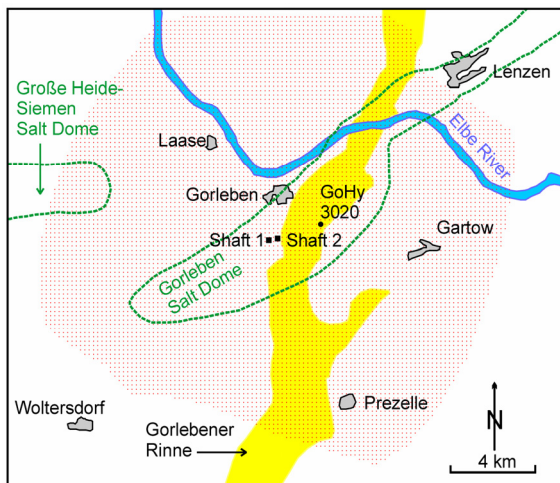 Lenzen
Große Heide-
Siemen
Salt Dome
Laase
Elbe River
Gorleben
GoHy
3020
Shaft 1
Shaft 2
Gartow
Gorleben
Salt Dome
Woltersdorf
Prezelle
Gorlebener
Rinne
N
4 km